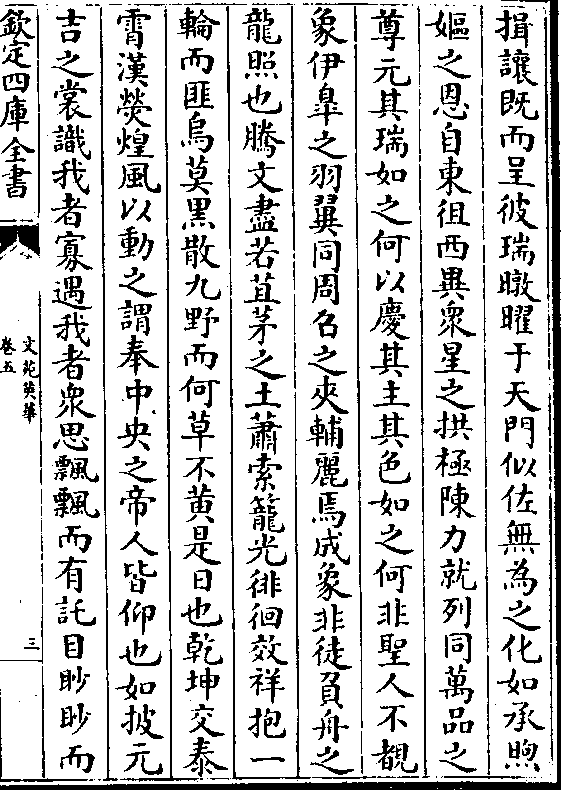 揖讓既而呈彼瑞暾曜于天門似佐無為之化如承煦
嫗之恩自東徂西異衆星之拱極陳力就列同萬品之
尊元其瑞如之何以慶其主其色如之何非聖人不覩
象伊臯之羽翼同周召之夾輔麗焉成象非徒負舟之
龍照也騰文盡若苴茅之土蕭索籠光徘徊效祥抱一
輪而匪烏莫黒散九野而何草不黄是日也乾坤交泰
霄漢熒煌風以動之謂奉中央之帝人皆仰也如披元
吉之裳識我者寡遇我者衆思飄飄而有託目眇眇而
欽定四庫全書
文苑英華
卷五
三